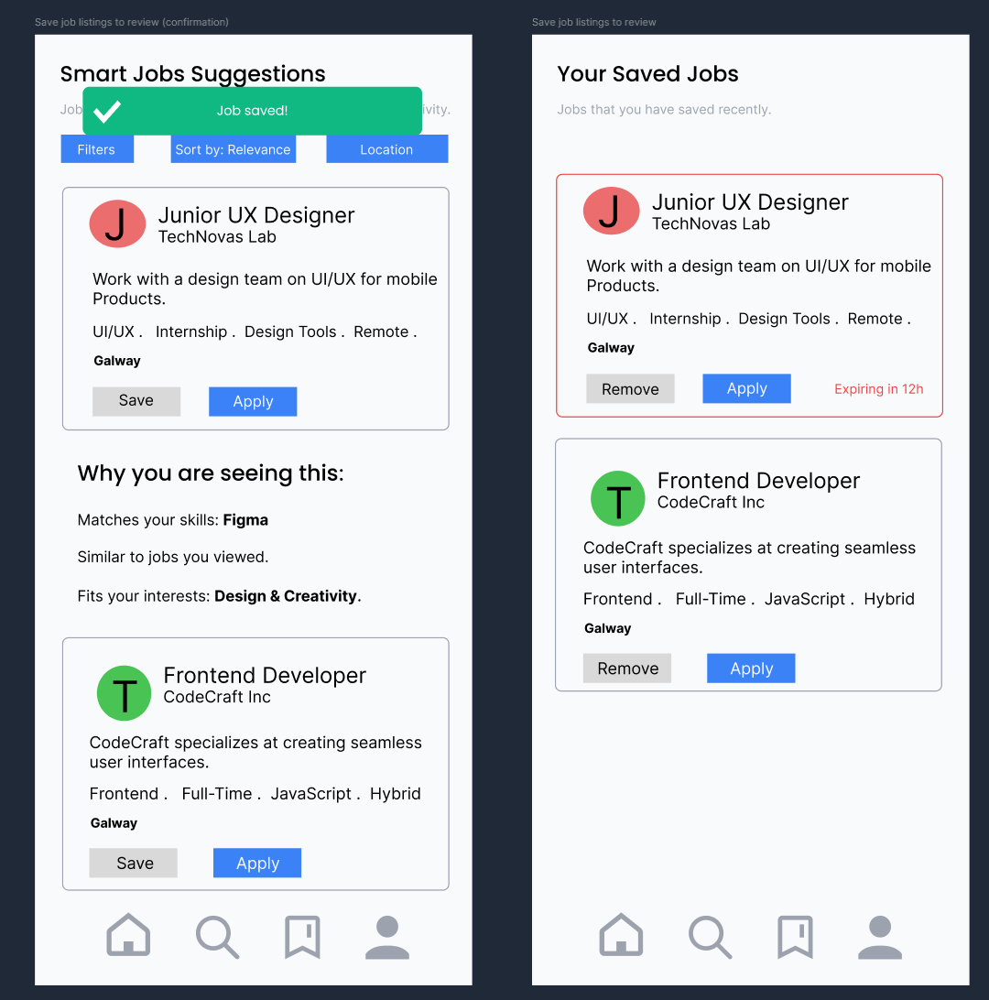 Save job listings to review (confirmation)
Smart Jobs Suggestions
Job
Job saved!
ivity.
Filters
Sort by: Relevance
Location
J
Junior UX Designer
TechNovas Lab
Work with a design team on UI/UX for mobile
Products.
UI/UX . Internship . Design Tools . Remote .
Galway
Save
Apply
Why you are seeing this:
Matches your skills: Figma
Similar to jobs you viewed.
Fits your interests: Design & Creativity.
T
Frontend Developer
CodeCraft Inc
CodeCraft specializes at creating seamless
user interfaces.
Frontend . Full-Time . JavaScript . Hybrid
Galway
Save
Apply
Save job listings to review
Your Saved Jobs
Jobs that you have saved recently.
J
Junior UX Designer
TechNovas Lab
Work with a design team on UI/UX for mobile
Products.
UI/UX . Internship . Design Tools . Remote .
Galway
Remove
Apply
Expiring in 12h
T
Frontend Developer
CodeCraft Inc
CodeCraft specializes at creating seamless
user interfaces.
Frontend . Full-Time . JavaScript . Hybrid
Galway
Remove
Apply